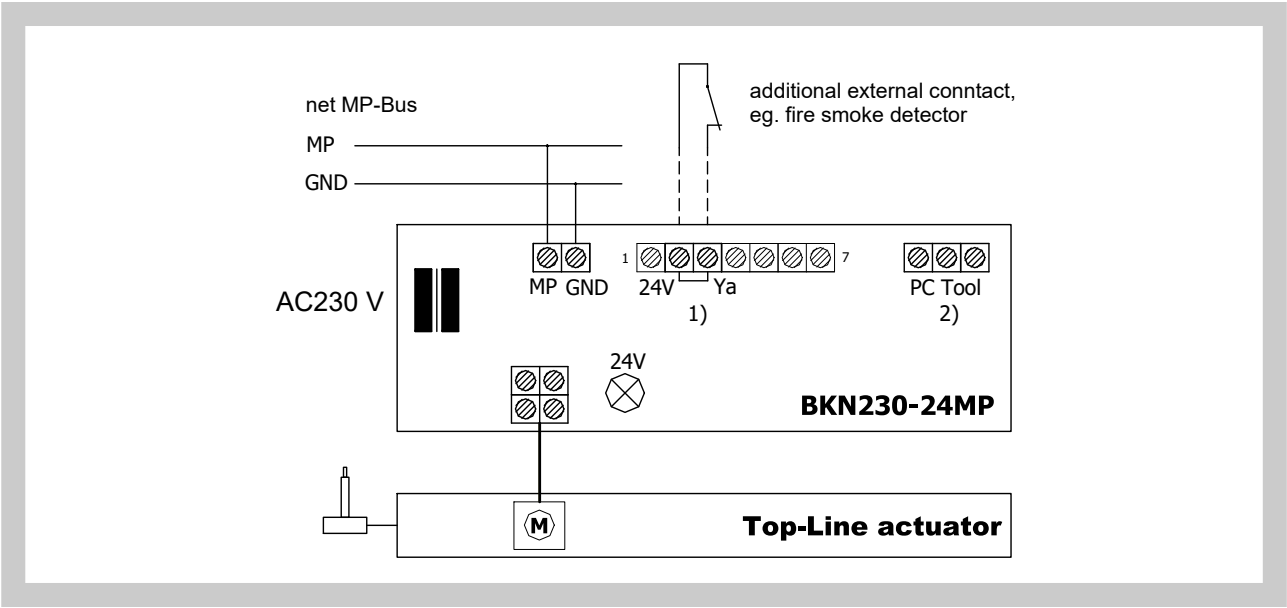 additional external conntact,
eg. fire smoke detector
net MP-Bus
MP
GND
1
7
MP GND
24V
Ya
PC Tool
1)
2)
AC230 V
24V
BKN230-24MP
M
Top-Line actuator